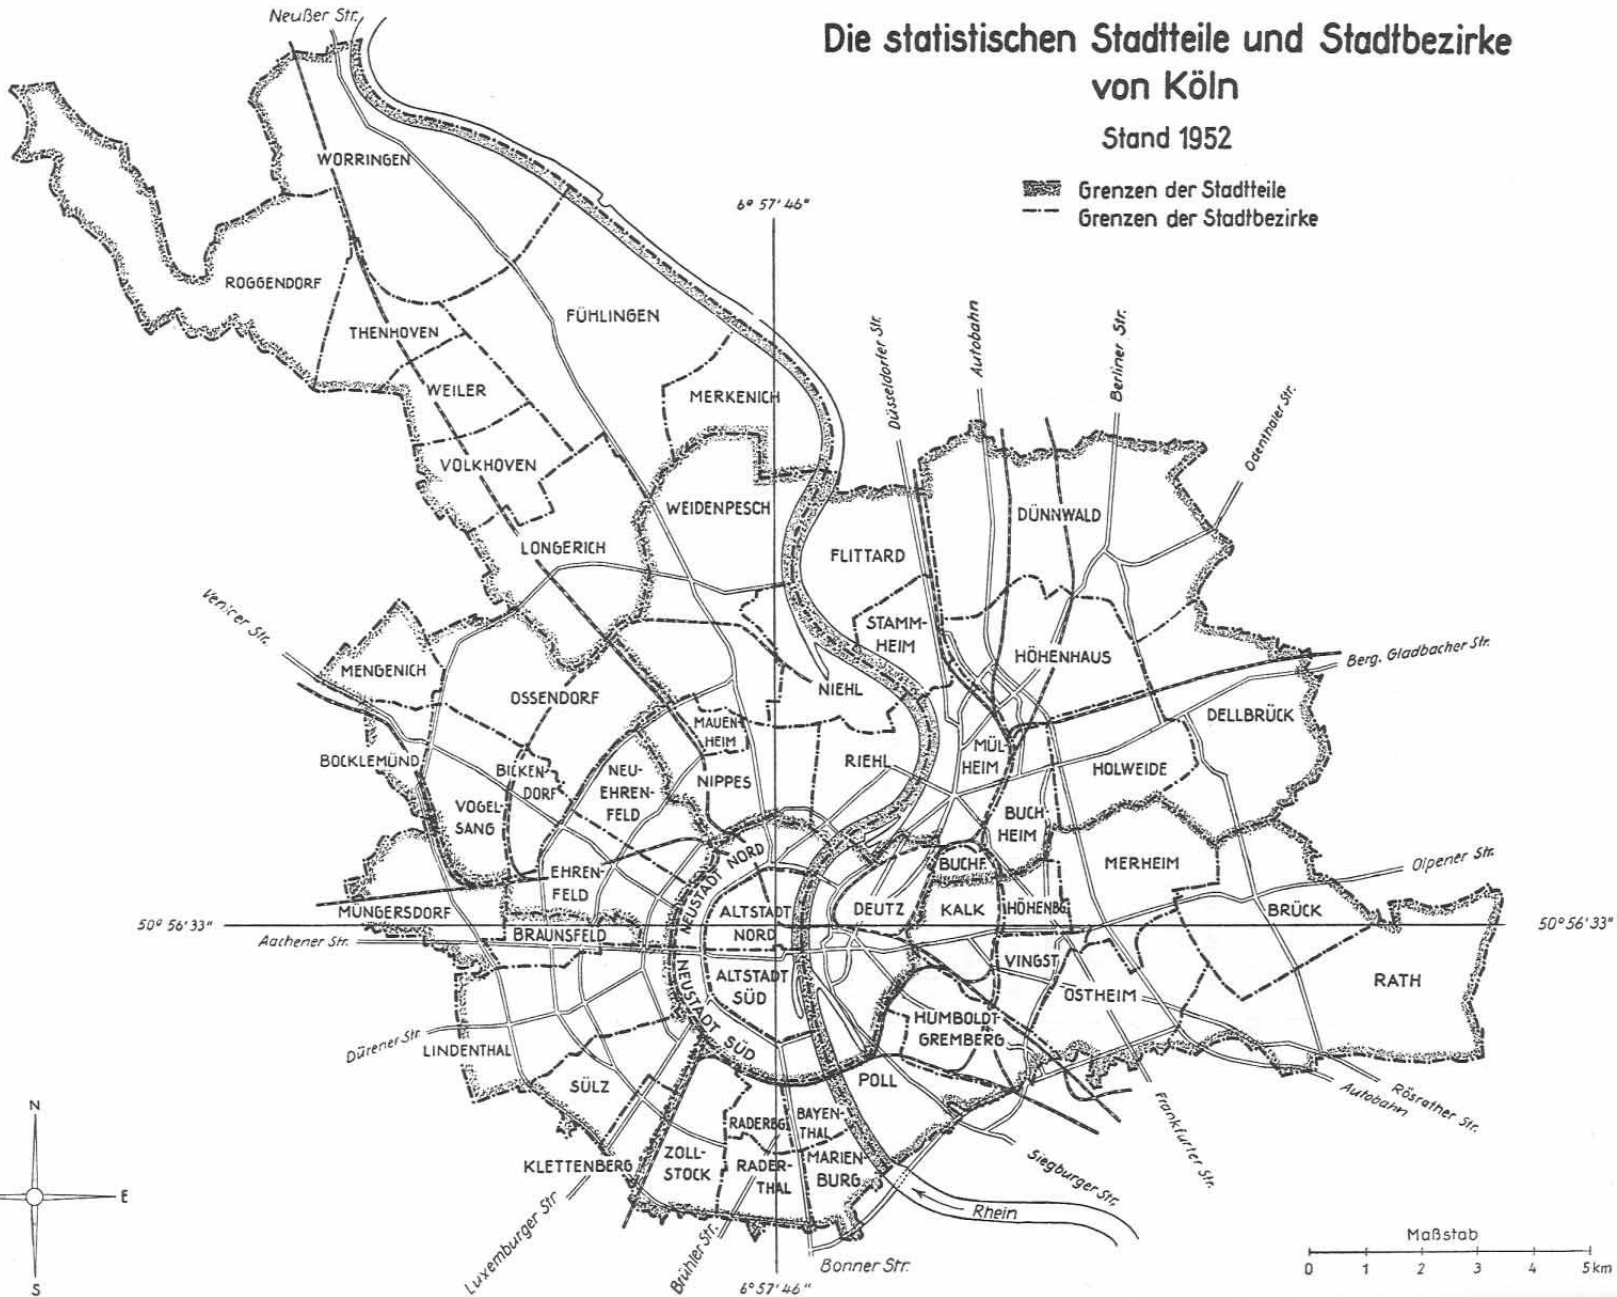 Neußer Str.
Die statistischen Stadtteile und Stadtbezirke
von Köln
Stand 1952
Grenzen der Stadtteile
Grenzen der Stadtbezirke
6° 57' 46"
WORRINGEN
ROGGENDORF
THENHOVEN
FÜHLINGEN
WEILER
MERKENICH
VOLKHOVEN
WEIDENPESCH
LONGERICH
Düsseldorfer Str.
Autobahn
Berliner Str.
DÜNNWALD
FLITTARD
STAMM-
HEIM
HÖHENHAUS
Berg. Gladbacher Str.
MENGENICH
OSSENDORF
NIEHL
DELLBRÜCK
MAUEN-
HEIM
BOCKLEMÜND
BICKEN-
DORF
NEU-
EHREN-
FELD
NIPPES
RIEHL
MÜL-
HEIM
HOLWEIDE
VOGEL-
SANG
BUCH
HEIM
MERHEIM
Olpener Str.
EHREN-
FELD
NEUSTADT NORD
BUCHF.
MÜNGERSDORF
ALTSTADT
NORD
DEUTZ
KALK
HÖHENBG.
BRÜCK
50° 56' 33"
50° 56' 33"
Aachener Str.
BRAUNSFELD
ALTSTADT
SÜD
VINGST
RATH
NEUSTADT SÜD
OSTHEIM
HUMBOLDT-
GREMBERG
Dürener Str.
LINDENTHAL
SÜLZ
POLL
Autobahn
Rösrather Str.
Frankfurter Str.
RADERBG.
BAYEN-
THAL
KLETTENBERG
ZOLL-
STOCK
RADER-
THAL
MARIEN-
BURG
Siegburger Str.
Rhein
Luxemburger Str.
Brühler Str.
Bonner Str.
6° 57' 46"
N
E
S
Maßstab
0 1 2 3 4 5 km